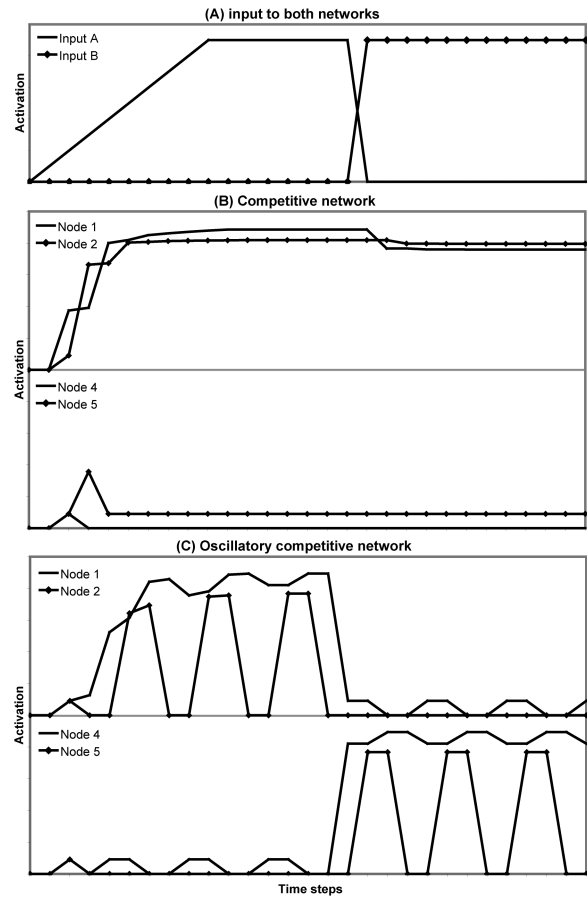 (A) input to both networks
Input A
Input B
Activation
(B) Competitive network
Node 1
Node 2
Activation
Node 4
Node 5
(C) Oscillatory competitive network
Node 1
Node 2
Activation
Node 4
Node 5
Time steps